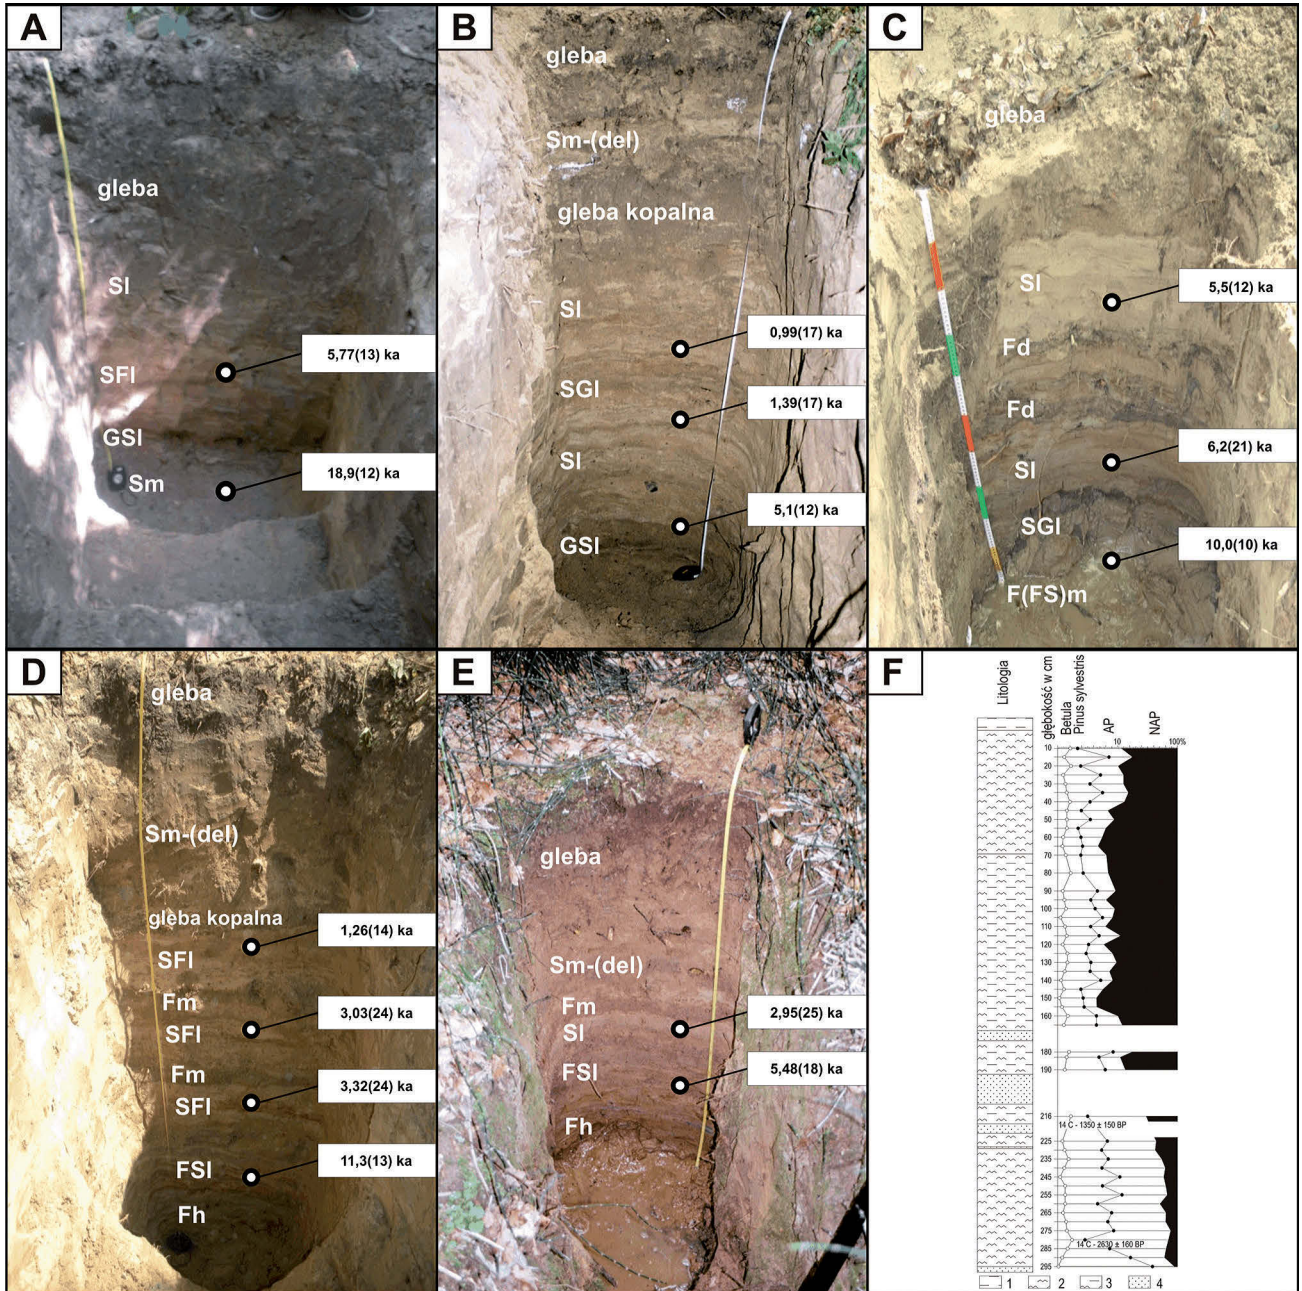 A
gleba
Sl
SFl
5,77(13) ka
GSl
Sm
18,9(12) ka
B
gleba
Sm-(del)
gleba kopalna
Sl
0,99(17) ka
SGl
1,39(17) ka
Sl
5,1(12) ka
GSl
C
gleba
Sl
5,5(12) ka
Fd
Fd
6,2(21) ka
Sl
SGl
10,0(10) ka
F(FS)m
D
gleba
Sm-(del)
gleba kopalna
1,26(14) ka
SFl
Fm
3,03(24) ka
SFl
Fm
3,32(24) ka
SFl
11,3(13) ka
FSl
Fh
E
gleba
Sm-(del)
Fm
2,95(25) ka
Sl
FSl
5,48(18) ka
Fh
F
Litologia
głębokość w cm
Betula
Pinus sylvestris
AP
NAP
10 100%
10
20
30
40
50
60
70
80
90
100
110
120
130
140
150
160
180
190
216
14 C - 1350 ± 150 BP
225
235
245
255
265
275
14 C - 2630 ± 160 BP
285
295
1 2 3 4